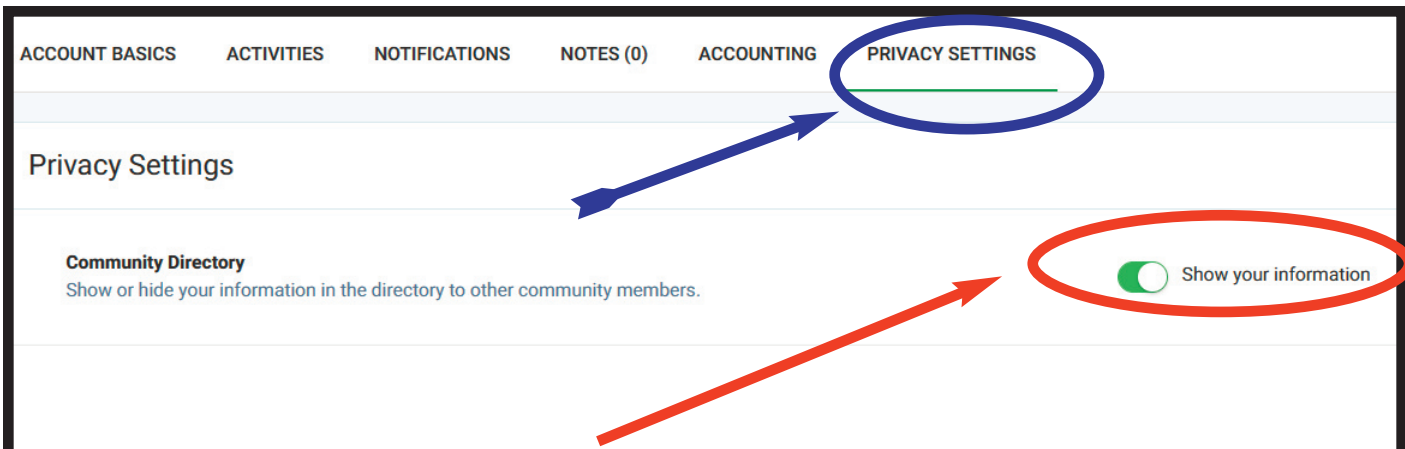 ACCOUNT BASICS ACTIVITIES NOTIFICATIONS NOTES (0) ACCOUNTING PRIVACY SETTINGS
Privacy Settings
Community Directory
Show or hide your information in the directory to other community members.
Show your information